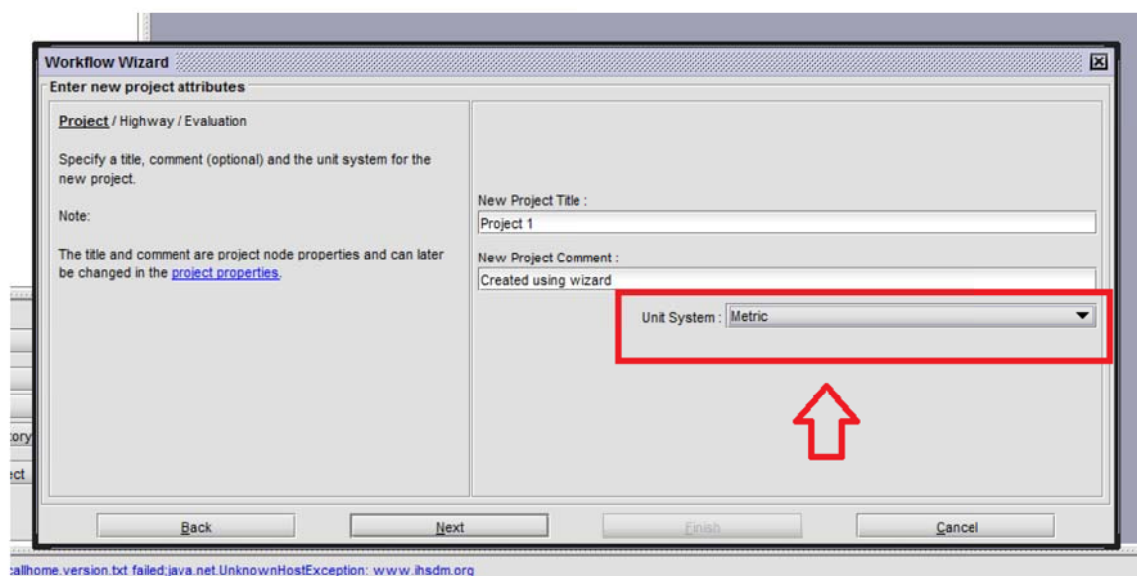 Workflow Wizard
Enter new project attributes
Project / Highway / Evaluation
Specify a title, comment (optional) and the unit system for the
new project.
Note:
The title and comment are project node properties and can later
be changed in the project properties.
New Project Title :
Project 1
New Project Comment :
Created using wizard
Unit System : Metric
tory
ect
Back Next Finish Cancel
allhome.version.txt failed;java.net.UnknownHostException: www.ihsdm.org